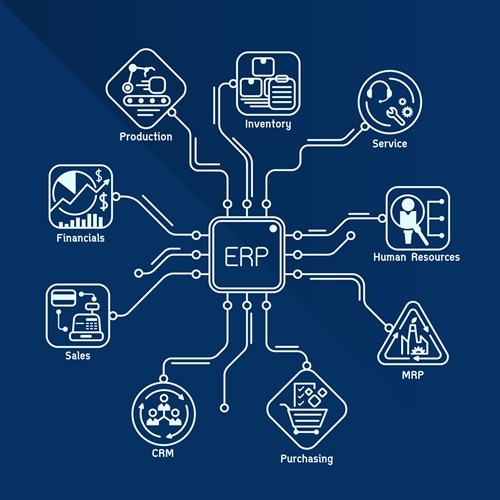 Production
Inventory
Service
$
$
Financials
ERP
Human Resources
Sales
MRP
CRM
Purchasing